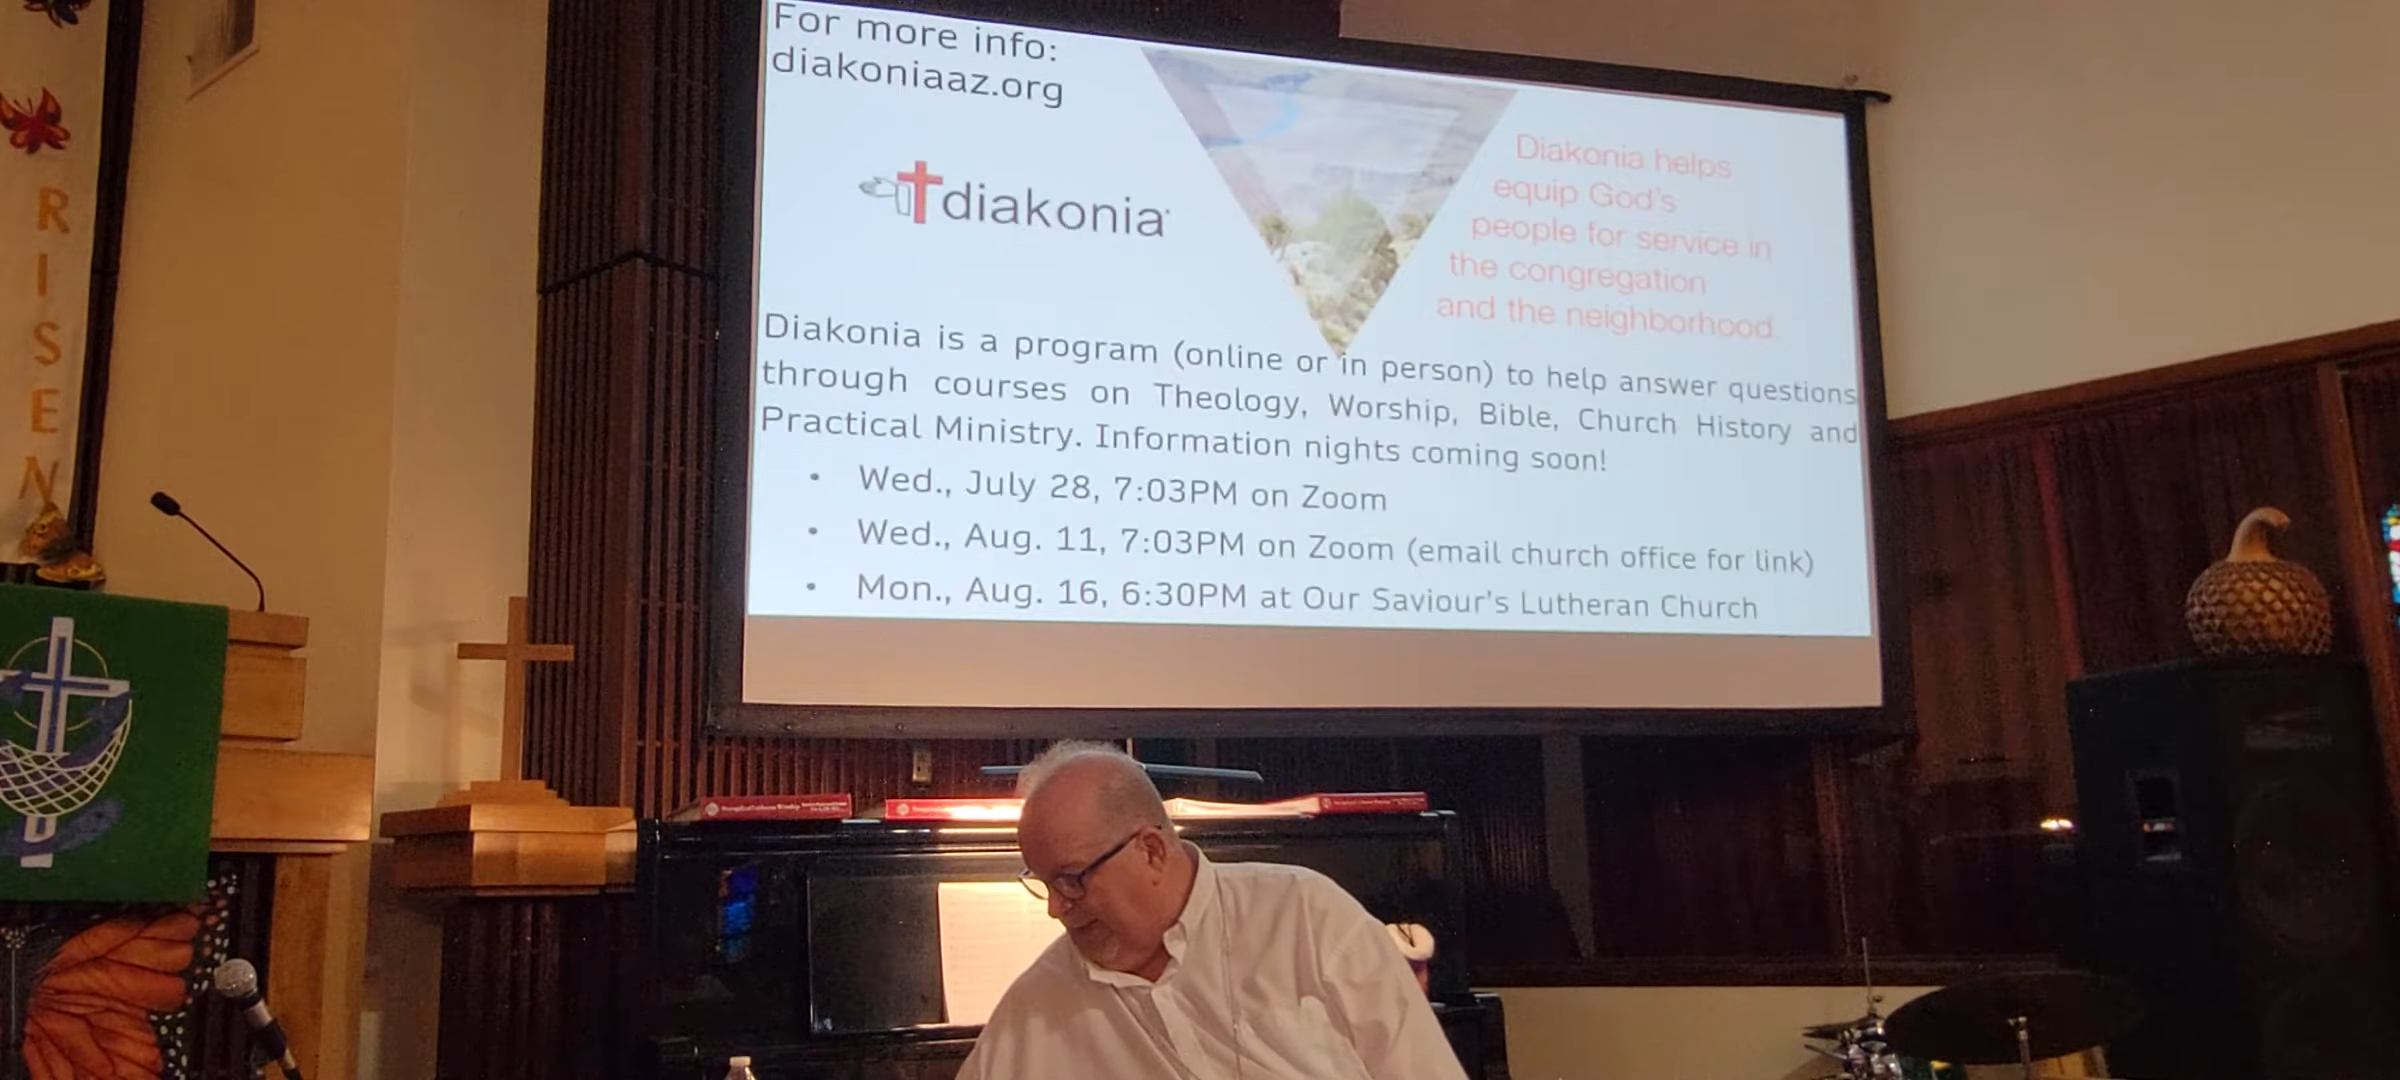 RISEN
For more info:
diakoniaaz.org
diakonia
Diakonia helps
equip God's
people for service in
the congregation
and the neighborhood.
Diakonia is a program (online or in person) to help answer questions
through courses on Theology, Worship, Bible, Church History and
Practical Ministry. Information nights coming soon!
• Wed., July 28, 7:03PM on Zoom
• Wed., Aug. 11, 7:03PM on Zoom (email church office for link)
• Mon., Aug. 16, 6:30PM at Our Saviour's Lutheran Church